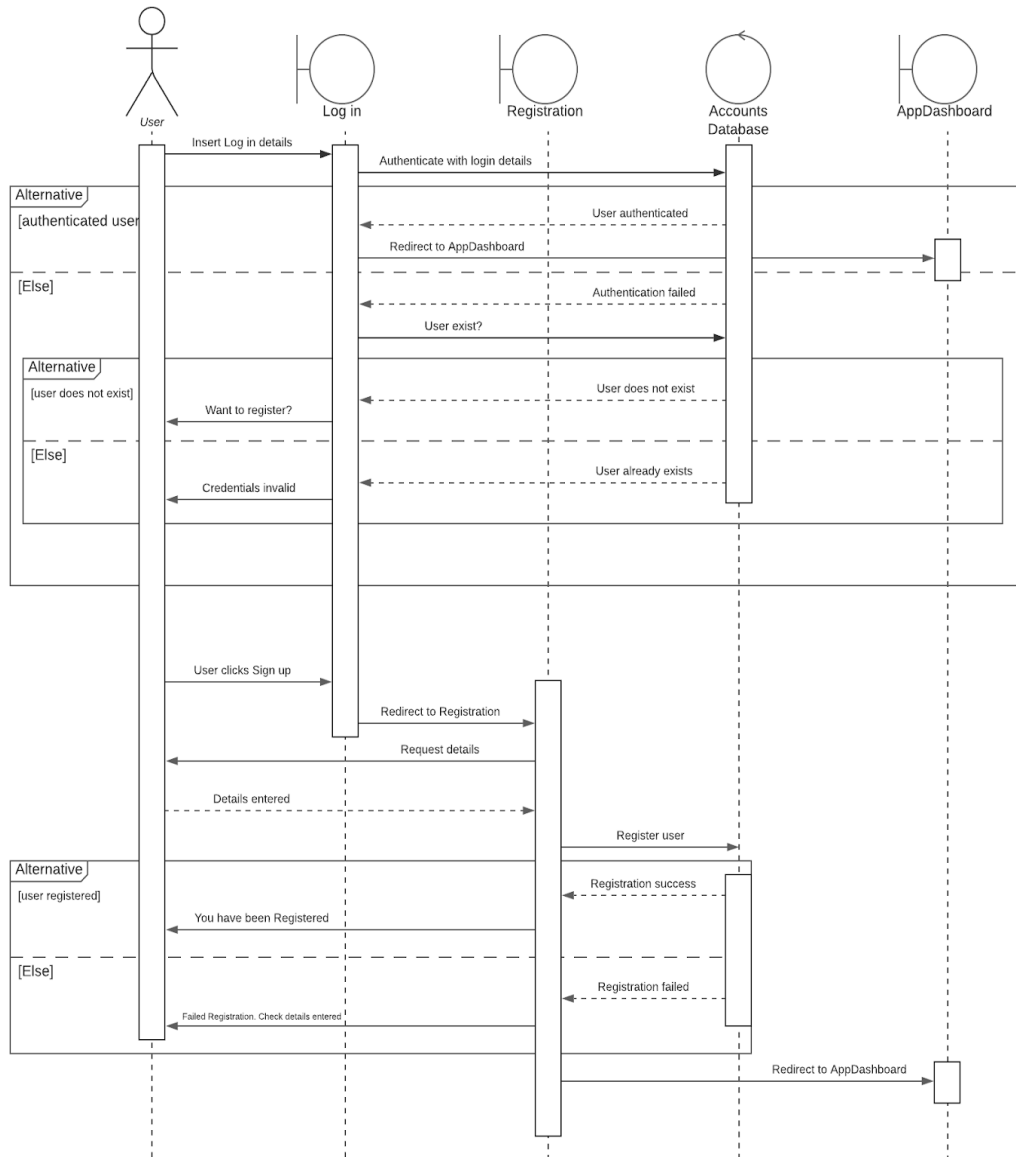 User
Log in
Registration
Accounts
Database
AppDashboard
Insert Log in details
Authenticate with login details
Alternative
[authenticated user
User authenticated
Redirect to AppDashboard
[Else]
Authentication failed
User exist?
Alternative
[user does not exist]
User does not exist
Want to register?
[Else]
User already exists
Credentials invalid
User clicks Sign up
Redirect to Registration
Request details
Details entered
Register user
Alternative
[user registered]
Registration success
You have been Registered
[Else]
Registration failed
Failed Registration. Check details entered
Redirect to AppDashboard